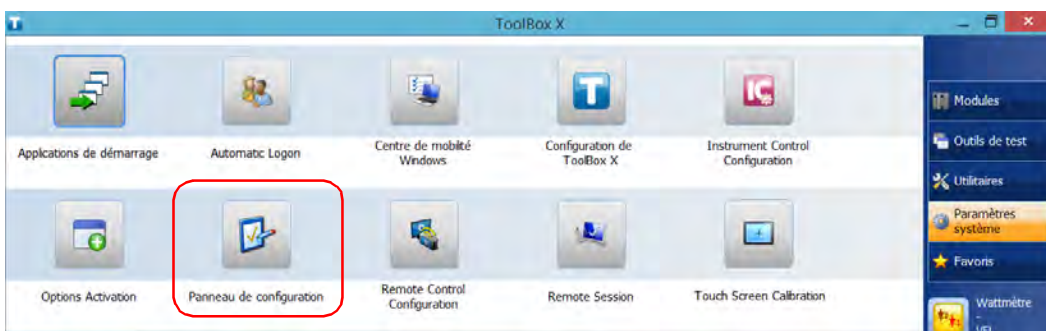 ToolBox X
Applications de démarrage
Automatic Logon
Centre de mobilité
Windows
Configuration de
ToolBox X
Instrument Control
Configuration
Options Activation
Panneau de configuration
Remote Control
Configuration
Remote Session
Touch Screen Calibration
Modules
Outils de test
Utilitaires
Paramètres
système
Favoris
Wattmètre
-